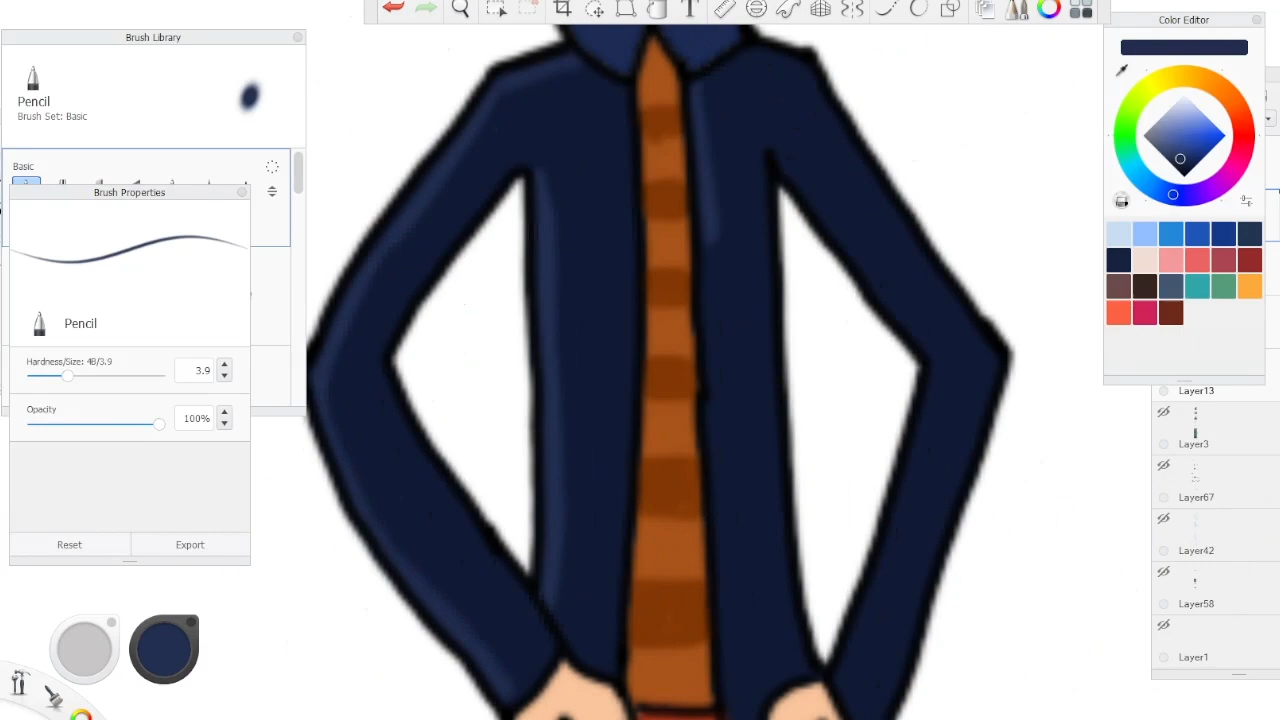 Brush Library
Pencil
Brush Set: Basic
Basic
Brush Properties
Pencil
Hardness/Size: 4B/3.9
3.9
Opacity
100%
Reset
Export
T
Color Editor
Layer13
Layer3
Layer67
Layer42
Layer58
Layer1